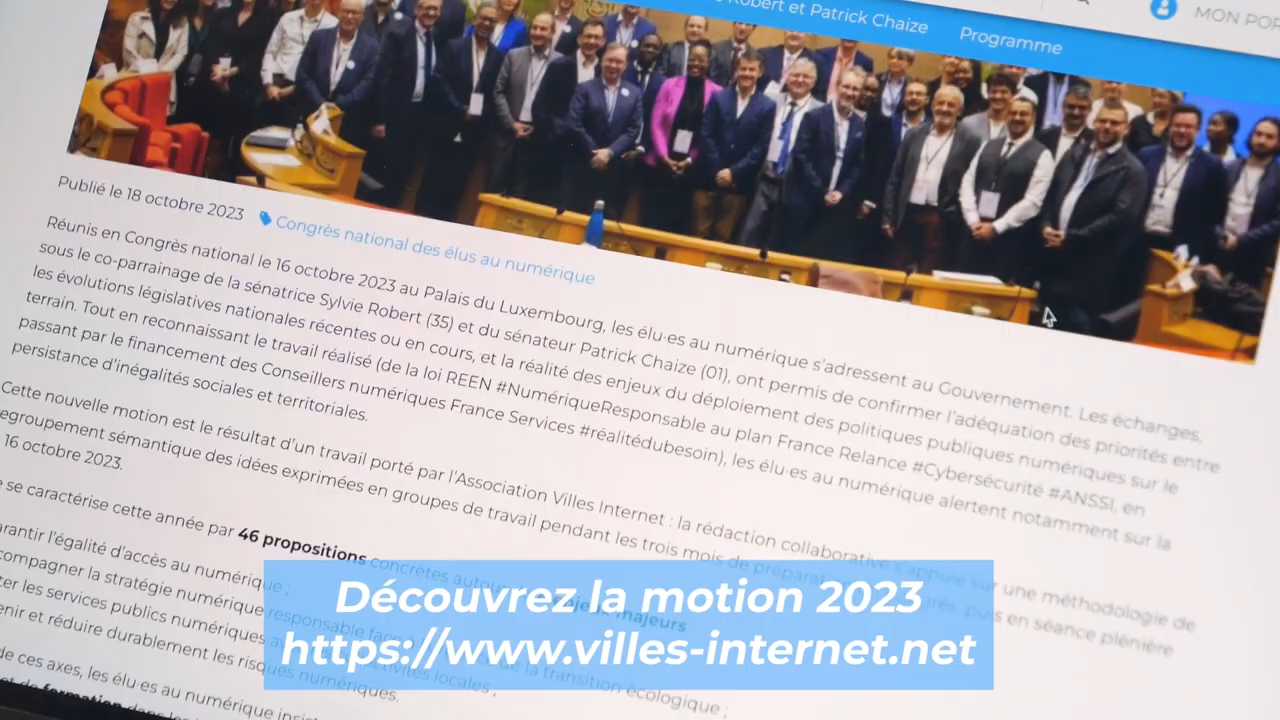 Robert et Patrick Chaize
Programme
MON POR
Publié le 18 octobre 2023
Congrès national des élus au numérique
Réunis en Congrès national le 16 octobre 2023 au Palais du Luxembourg, les élu·es au numérique s'adressent au Gouvernement. Les échanges,
sous le co-parrainage de la sénatrice Sylvie Robert (35) et du sénateur Patrick Chaize (01), ont permis de confirmer l'adéquation des priorités entre
les évolutions législatives nationales récentes ou en cours, et la réalité des enjeux du déploiement des politiques publiques numériques sur le
terrain. Tout en reconnaissant le travail réalisé (de la loi REEN #NumériqueResponsable au plan France Relance #Cybersécurité #ANSSI, en
passant par le financement des Conseillers numériques France Services #réalitédubesoin), les élu·es au numérique alertent notamment sur la
persistance d'inégalités sociales et territoriales.
Cette nouvelle motion est le résultat d'un travail porté par l'Association Villes Internet : la rédaction collaborative s'appuie sur une méthodologie de
regroupement sémantique des idées exprimées en groupes de travail pendant les trois mois de puis en séance plénière
16 octobre 2023.
se caractérise cette année par 46 propositions concrètes autour majeurs
arantir l'égalité d'accès au numérique ;
compagner la stratégie numérique responsable face de la transition écologique ;
ter les services publics numériques locales ;
enir et réduire durablement les risques numériques.
de ces axes, les élu·es au numérique
formation
Découvrez la motion 2023
https://www.villes-internet.net